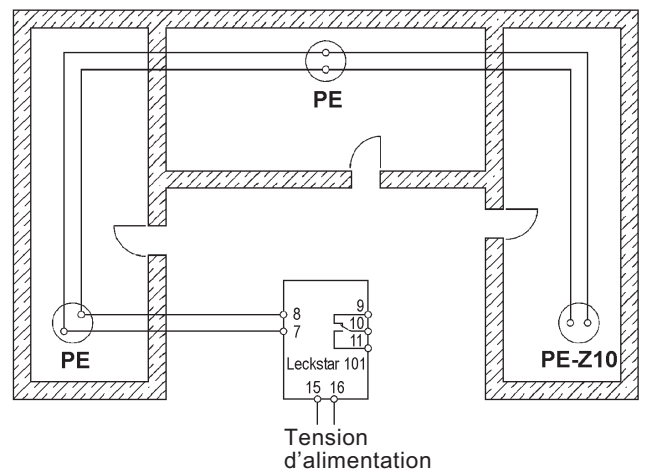 PE
8
7
9
10
11
PE
Leckstar 101
PE-Z10
15 16
Tension
d'alimentation